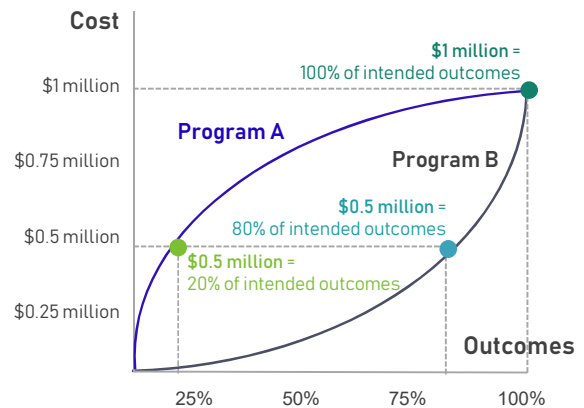 Cost
$1 million =
100% of intended outcomes
$1 million
Program A
$0.75 million
Program B
$0.5 million =
80% of intended outcomes
$0.5 million
$0.5 million =
20% of intended outcomes
$0.25 million
Outcomes
25%
50%
75%
100%